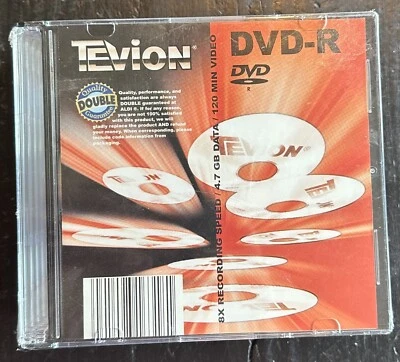 TEVION®
DVD-R
DVD
R
Quality
DOUBLE
Guarantee
Quality, performance, and
satisfaction are always
DOUBLE guaranteed at
ALDI ®. If for any reason,
you are not 100% satisfied
with this product, we will
gladly replace the product AND refund
your money. When corresponding, please
include code information from
packaging.
8X RECORDING SPEED / 4.7 GB DATA / 120 MIN VIDEO
TEVION®